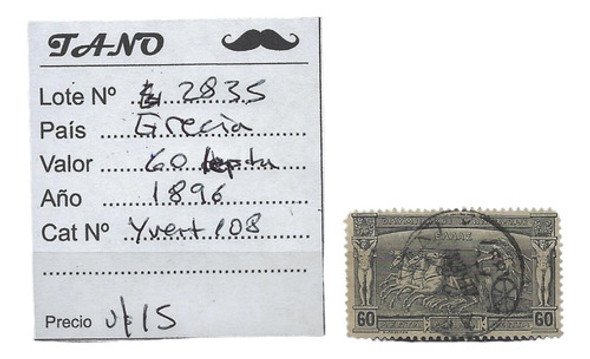 TANO
Lote Nº E 2835
País Grecia
Valor 60 lepta
Año 1896
Cat Nº Yvert 108
Precio U/15
ΕΛΛΑΣ
60 60